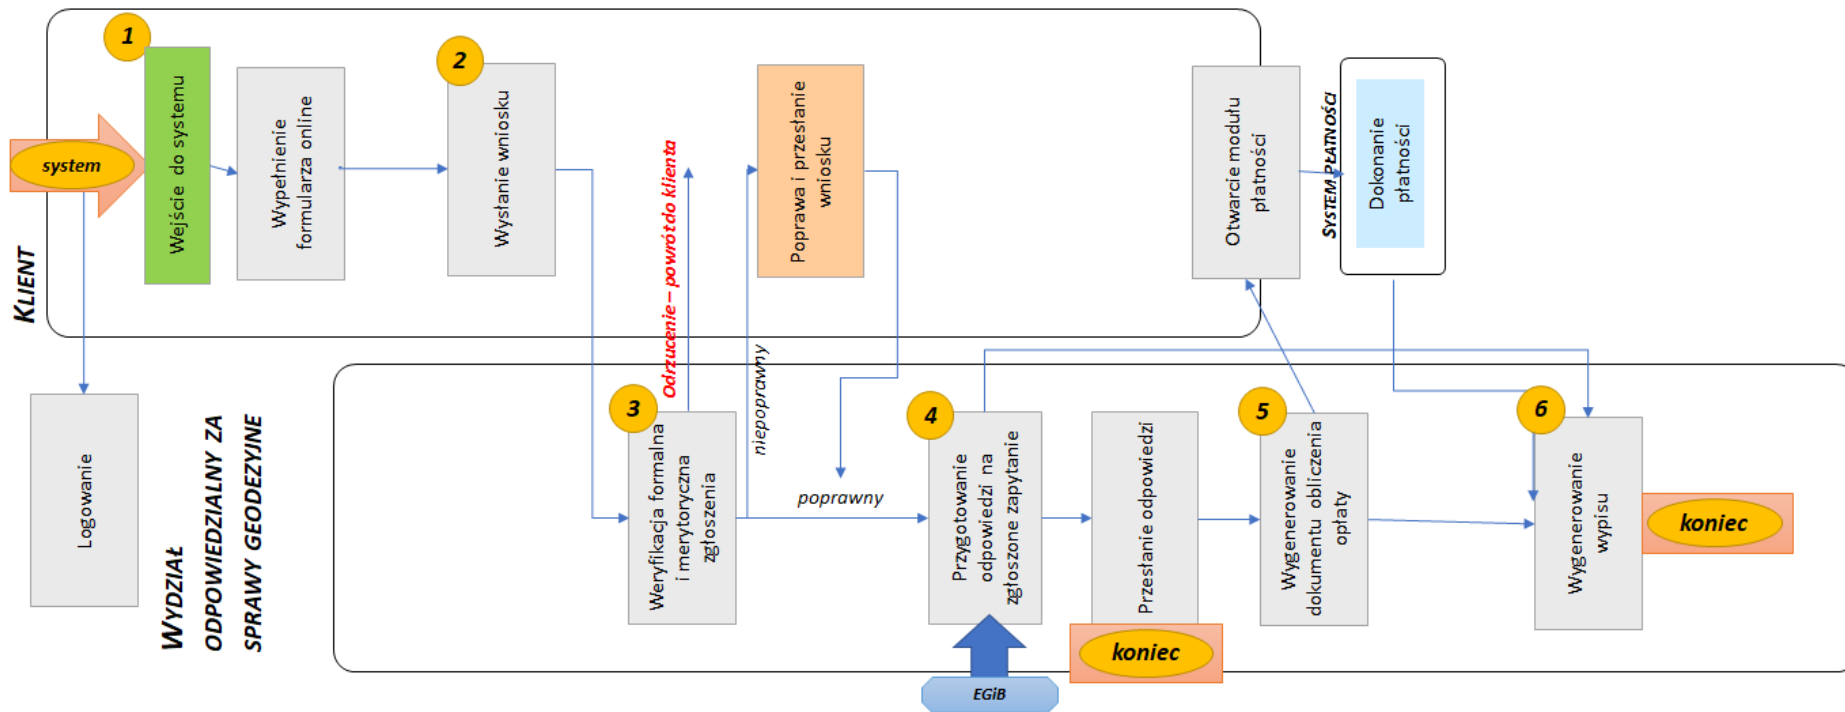 1
Wejście do systemu
Wypełnienie
formularza online
2
Wysłanie wniosku
Odrzucenie – powrót do klienta
Poprawa i przesłanie
wniosku
Otwarcie modułu
płatności
SYSTEM PŁATNOŚCI
Dokonanie
płatności
system
KLIENT
niepoprawny
poprawny
Logowanie
WYDZIAŁ
ODPOWIEDZIALNY ZA
SPRAWY GEODEZYJNE
3
Weryfikacja formalna
i merytoryczna
zgłoszenia
4
Przygotowanie
odpowiedzi na
zgłoszone zapytanie
Przesłanie odpowiedzi
5
Wygenerowanie
dokumentu obliczenia
opłaty
6
Wygenerowanie
wypisu
koniec
koniec
EGiB